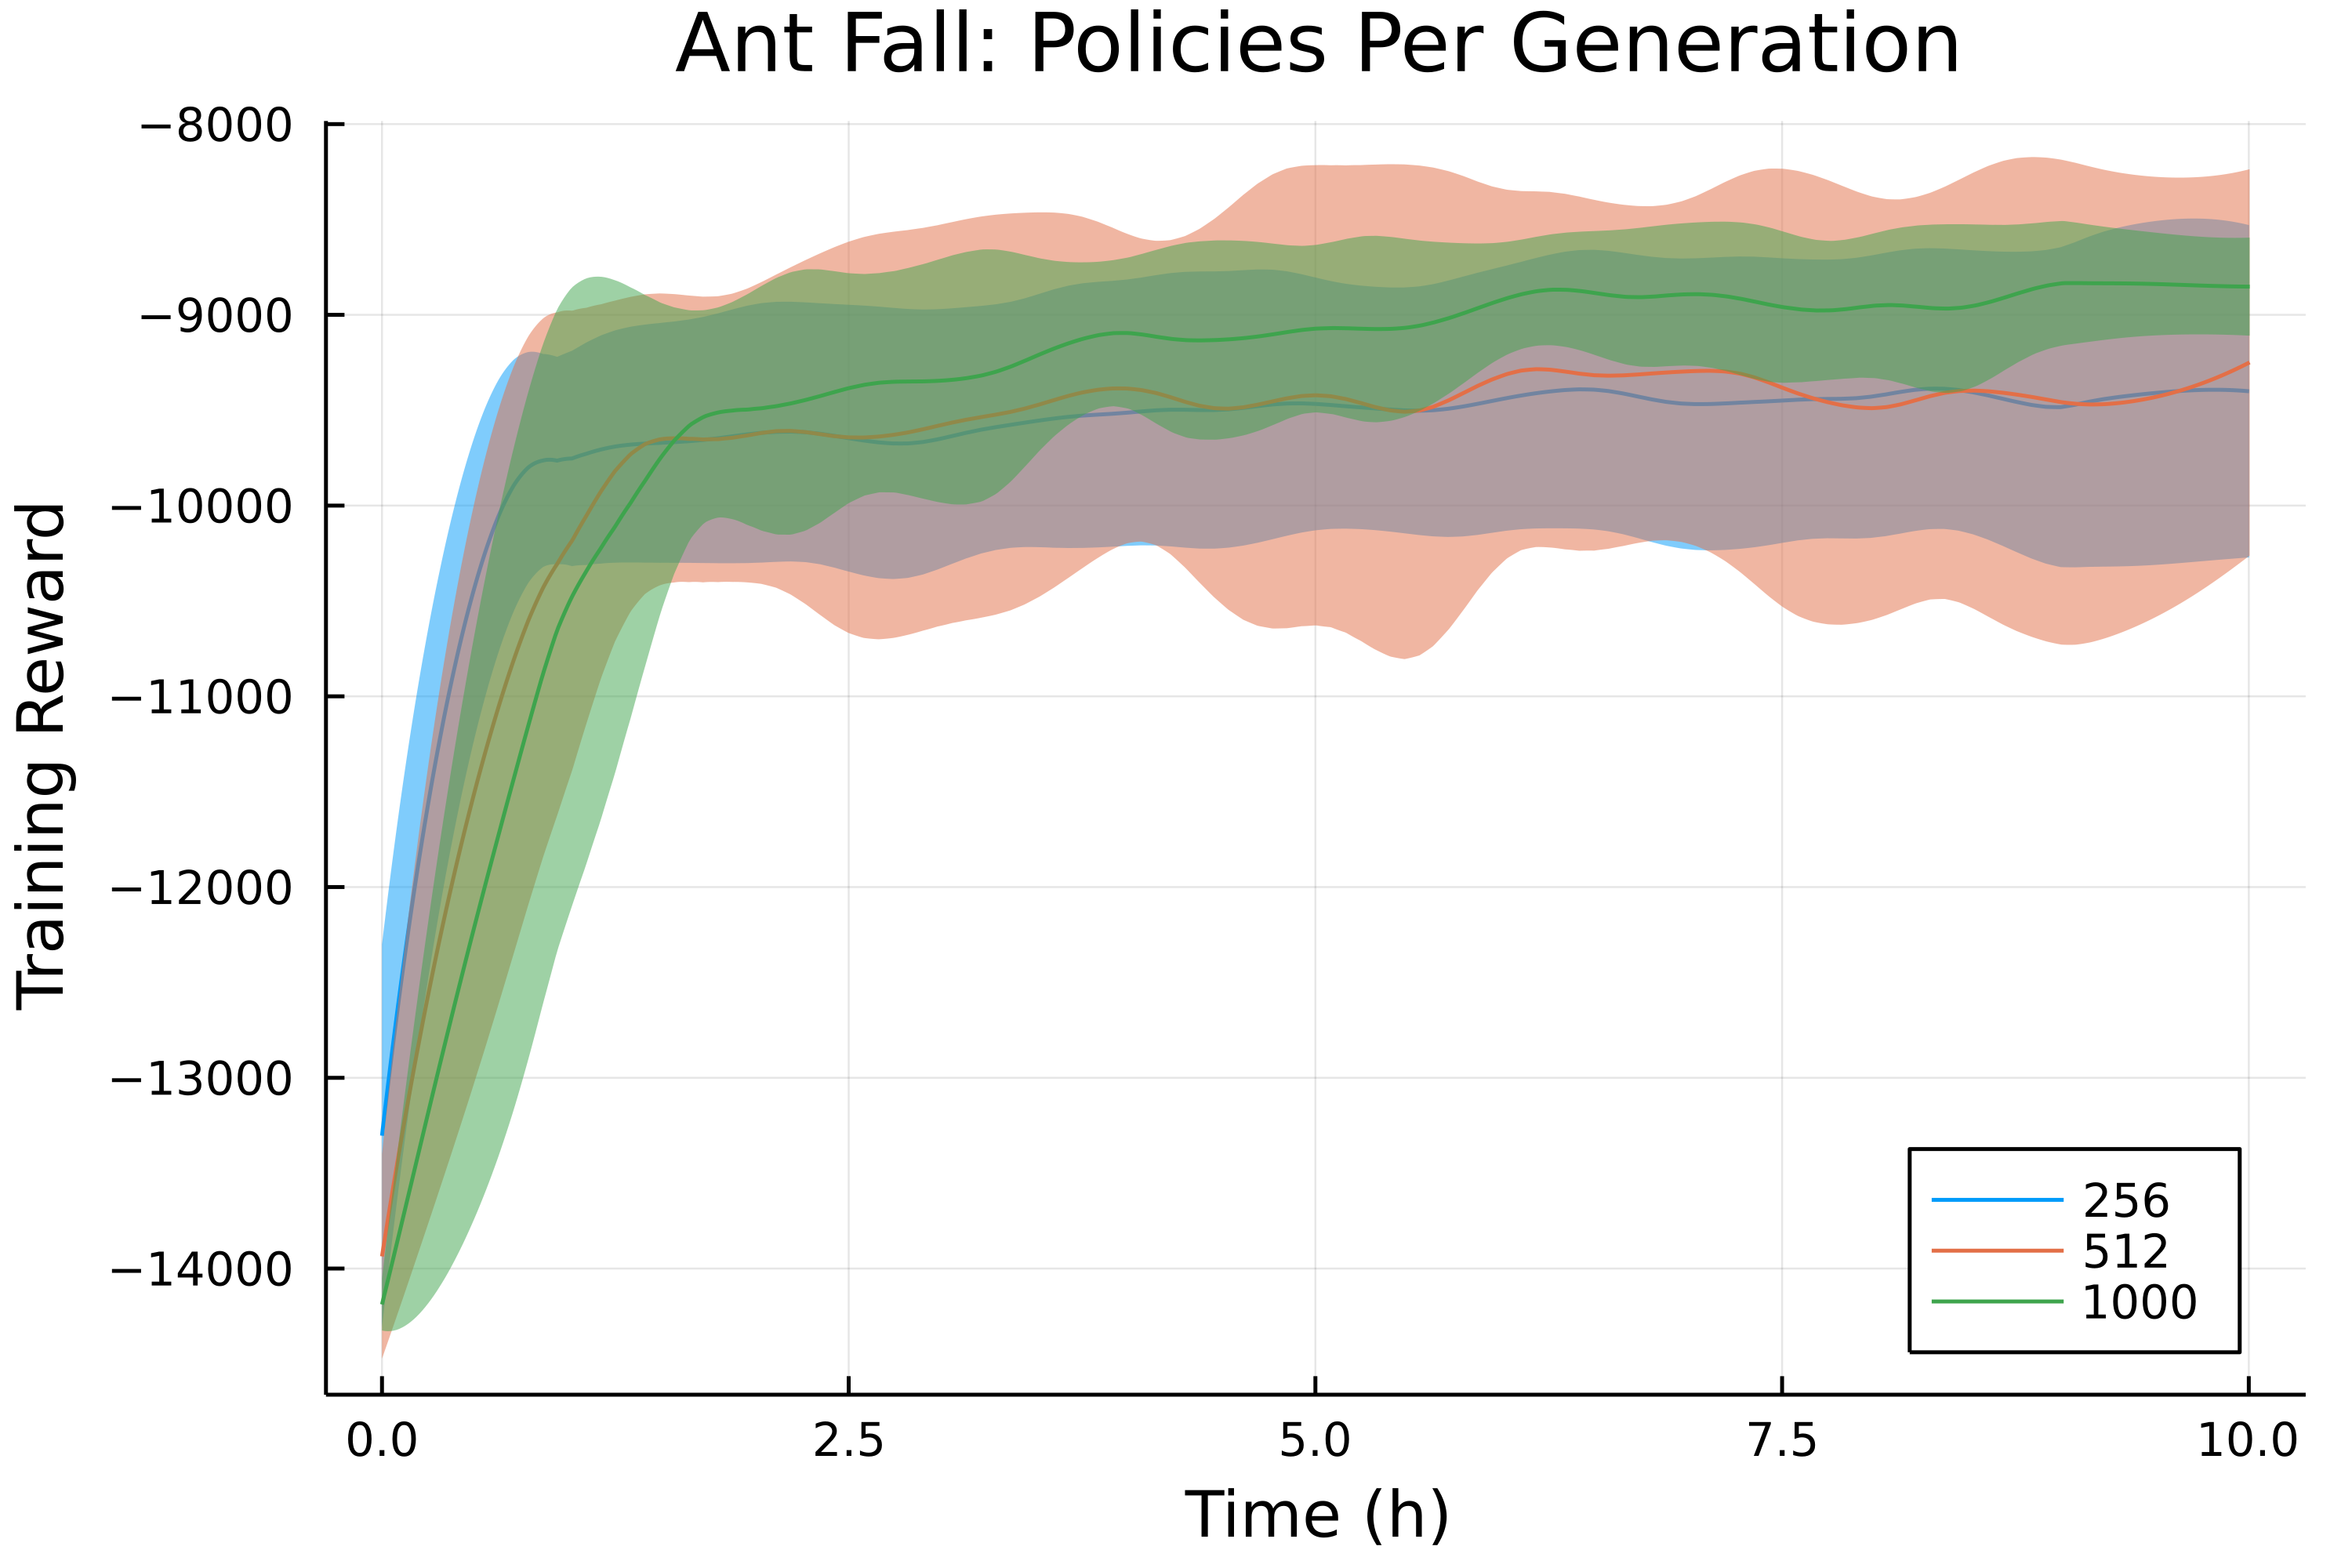 Ant Fall: Policies Per Generation
−8000
−9000
−10000
−11000
−12000
−13000
−14000
Training Reward
256
512
1000
0.0 2.5 5.0 7.5 10.0
Time (h)